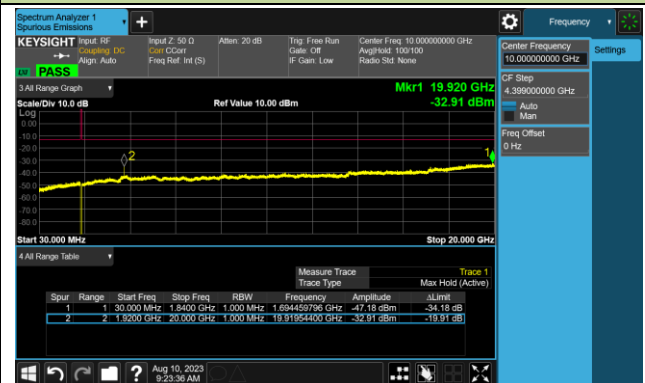 Spectrum Analyzer 1
Spurious Emissions
Frequency
KEYSIGHT
Input: RF
Coupling: DC
Align: Auto
Input Z: 50 Ω
Corr CCorr
Freq Ref: Int (S)
Atten: 20 dB
Trig: Free Run
Gate: Off
IF Gain: Low
Center Freq: 10.000000000 GHz
Avg|Hold: 100/100
Radio Std: None
PASS
Center Frequency
10.000000000 GHz
Settings
CF Step
4.399000000 GHz
Auto
Man
Freq Offset
0 Hz
3 All Range Graph
Mkr1 19.920 GHz
Scale/Div 10.0 dB
Ref Value 10.00 dBm
-32.91 dBm
Log
0.00
-10.0
-20.0
-30.0
-40.0
-50.0
-60.0
-70.0
-80.0
2
1
Start 30.000 MHz
Stop 20.000 GHz
4 All Range Table
Measure Trace Trace 1
Trace Type Max Hold (Active)
Spur Range Start Freq Stop Freq RBW Frequency Amplitude ΔLimit
1 1 30.000 MHz 1.8400 GHz 1.000 MHz 1.694459796 GHz -47.18 dBm -34.18 dB
2 2 1.9200 GHz 20.000 GHz 1.000 MHz 19.91954400 GHz -32.91 dBm -19.91 dB
?
Aug 10, 2023
9:23:36 AM